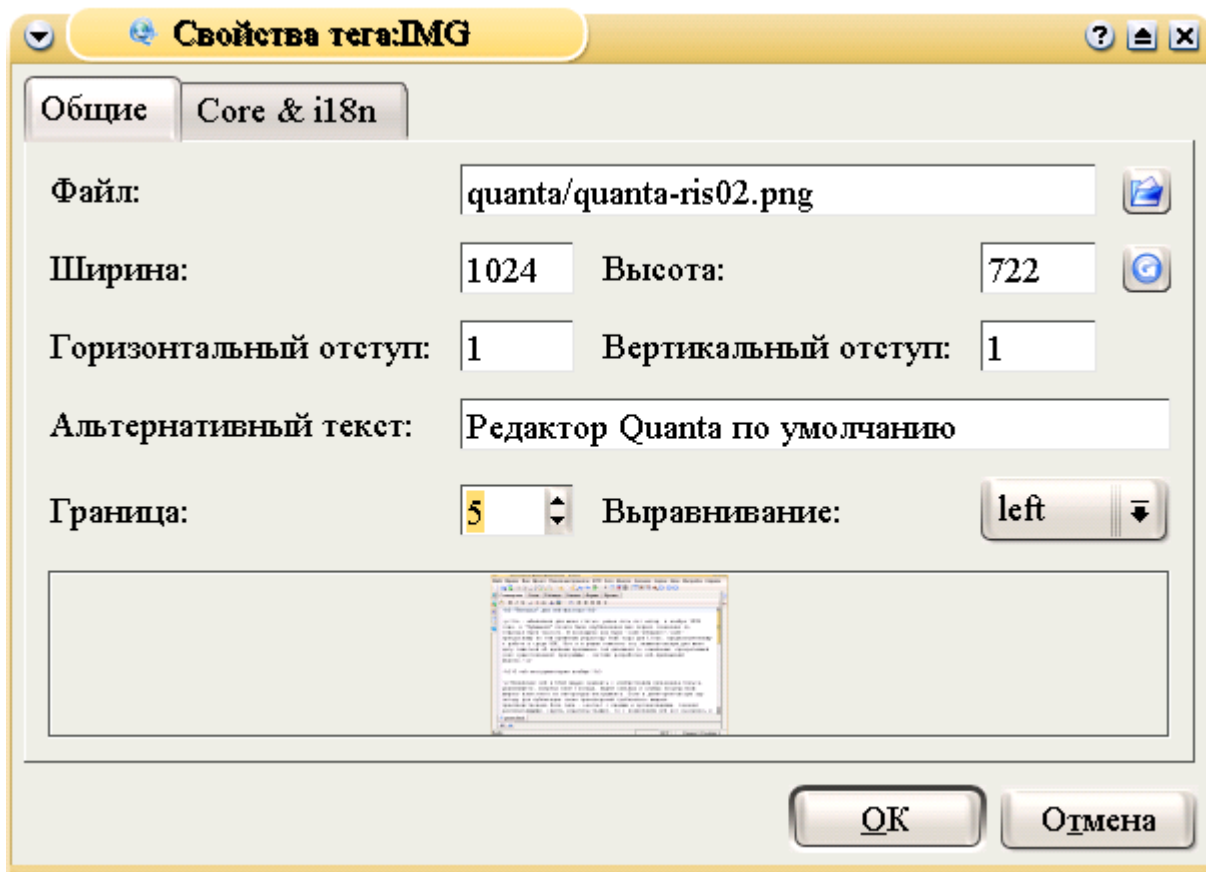 Свойства тега:IMG
Общие
Core & i18n
Файл: quanta/quanta-ris02.png
Ширина: 1024 Высота: 722
Горизонтальный отступ: 1 Вертикальный отступ: 1
Альтернативный текст: Редактор Quanta по умолчанию
Граница: 5 Выравнивание: left
OK Отмена